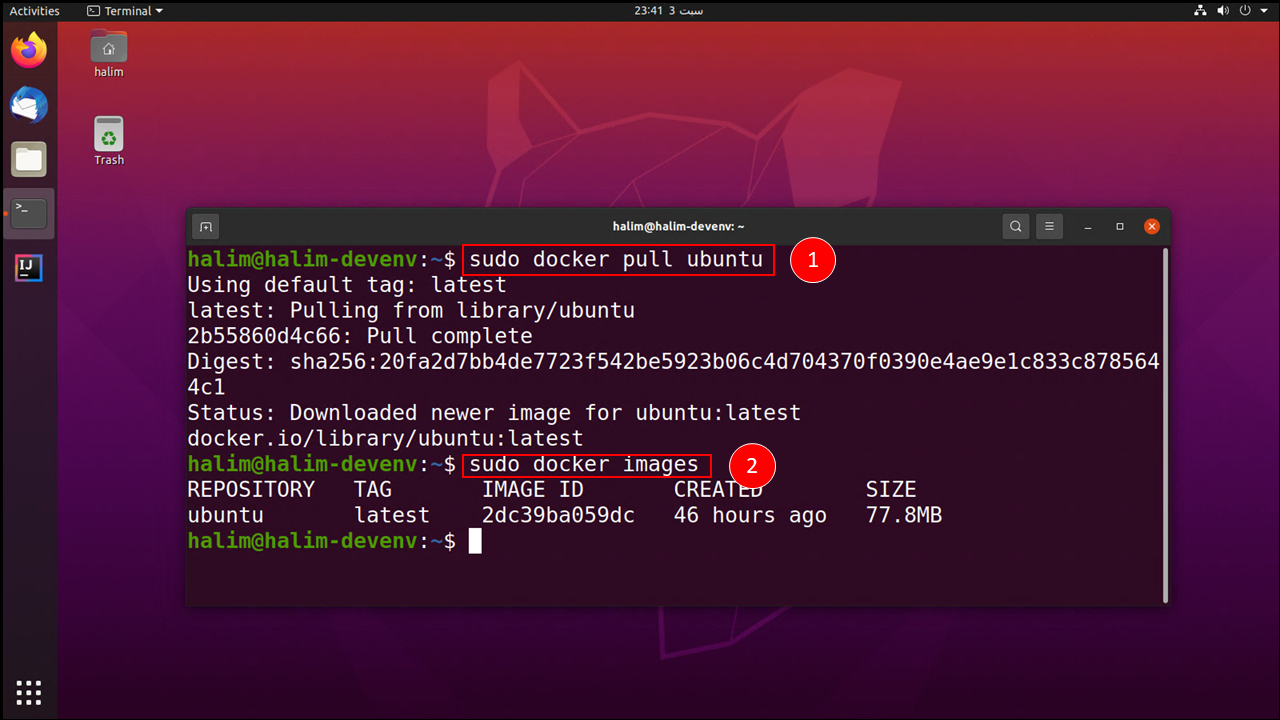 Activities
Terminal
23:41 3 سبت
halim
Trash
halim@halim-devenv: ~
halim@halim-devenv:~$ sudo docker pull ubuntu
1
Using default tag: latest
latest: Pulling from library/ubuntu
2b55860d4c66: Pull complete
Digest: sha256:20fa2d7bb4de7723f542be5923b06c4d704370f0390e4ae9e1c833c878564
4c1
Status: Downloaded newer image for ubuntu:latest
docker.io/library/ubuntu:latest
halim@halim-devenv:~$ sudo docker images
2
REPOSITORY TAG IMAGE ID CREATED SIZE
ubuntu latest 2dc39ba059dc 46 hours ago 77.8MB
halim@halim-devenv:~$
>_
IJ